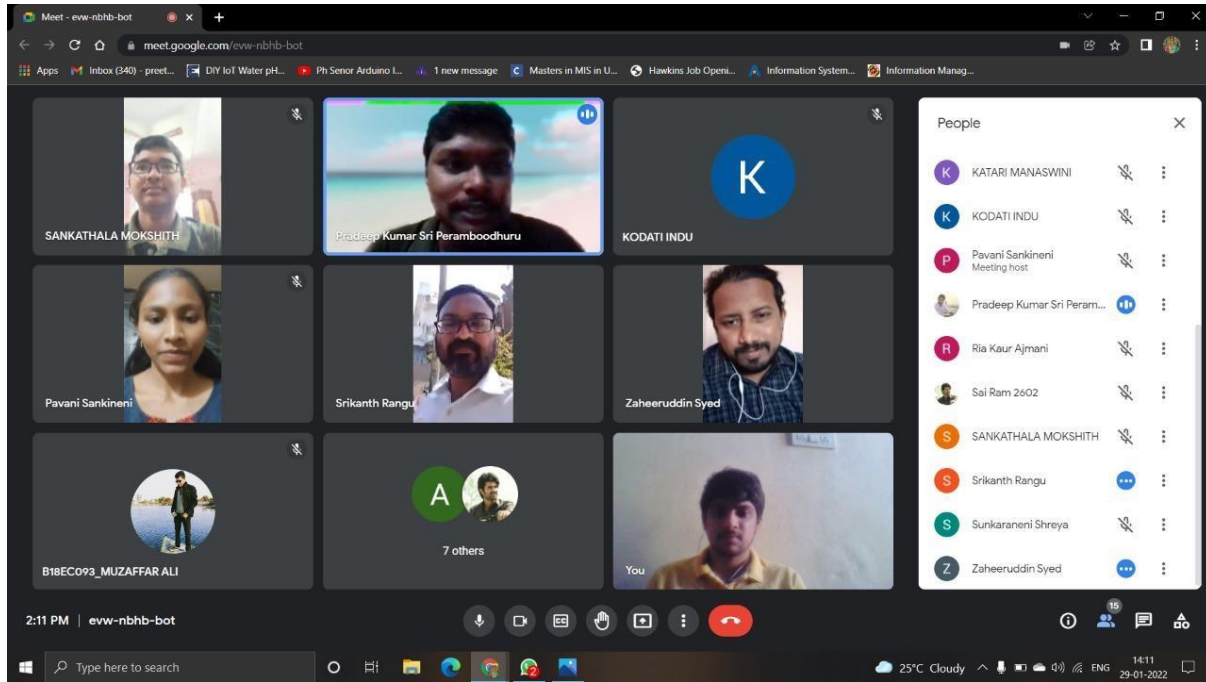 Meet - evw-nbhb-bot
meet.google.com/evw-nbhb-bot
Apps
Inbox (340) - preet...
DIY IoT Water pH...
Ph Senor Arduino I...
1 new message
Masters in MIS in U...
Hawkins Job Openi...
Information System...
Information Manag...
SANKATHALA MOKSHITH
Pradeep Kumar Sri Peramboodhuru
K
KODATI INDU
Pavani Sankineni
Srikanth Rangu
Zaheeruddin Syed
B18EC093_MUZAFFAR ALI
A
7 others
You
People
K KATARI MANASWINI
K KODATI INDU
P Pavani Sankineni
Meeting host
Pradeep Kumar Sri Peram...
R Ria Kaur Ajmani
Sai Ram 2602
S SANKATHALA MOKSHITH
S Srikanth Rangu
S Sunkaraneni Shreya
Z Zaheeruddin Syed
2:11 PM | evw-nbhb-bot
CC
15
Type here to search
25°C Cloudy
ENG
14:11
29-01-2022